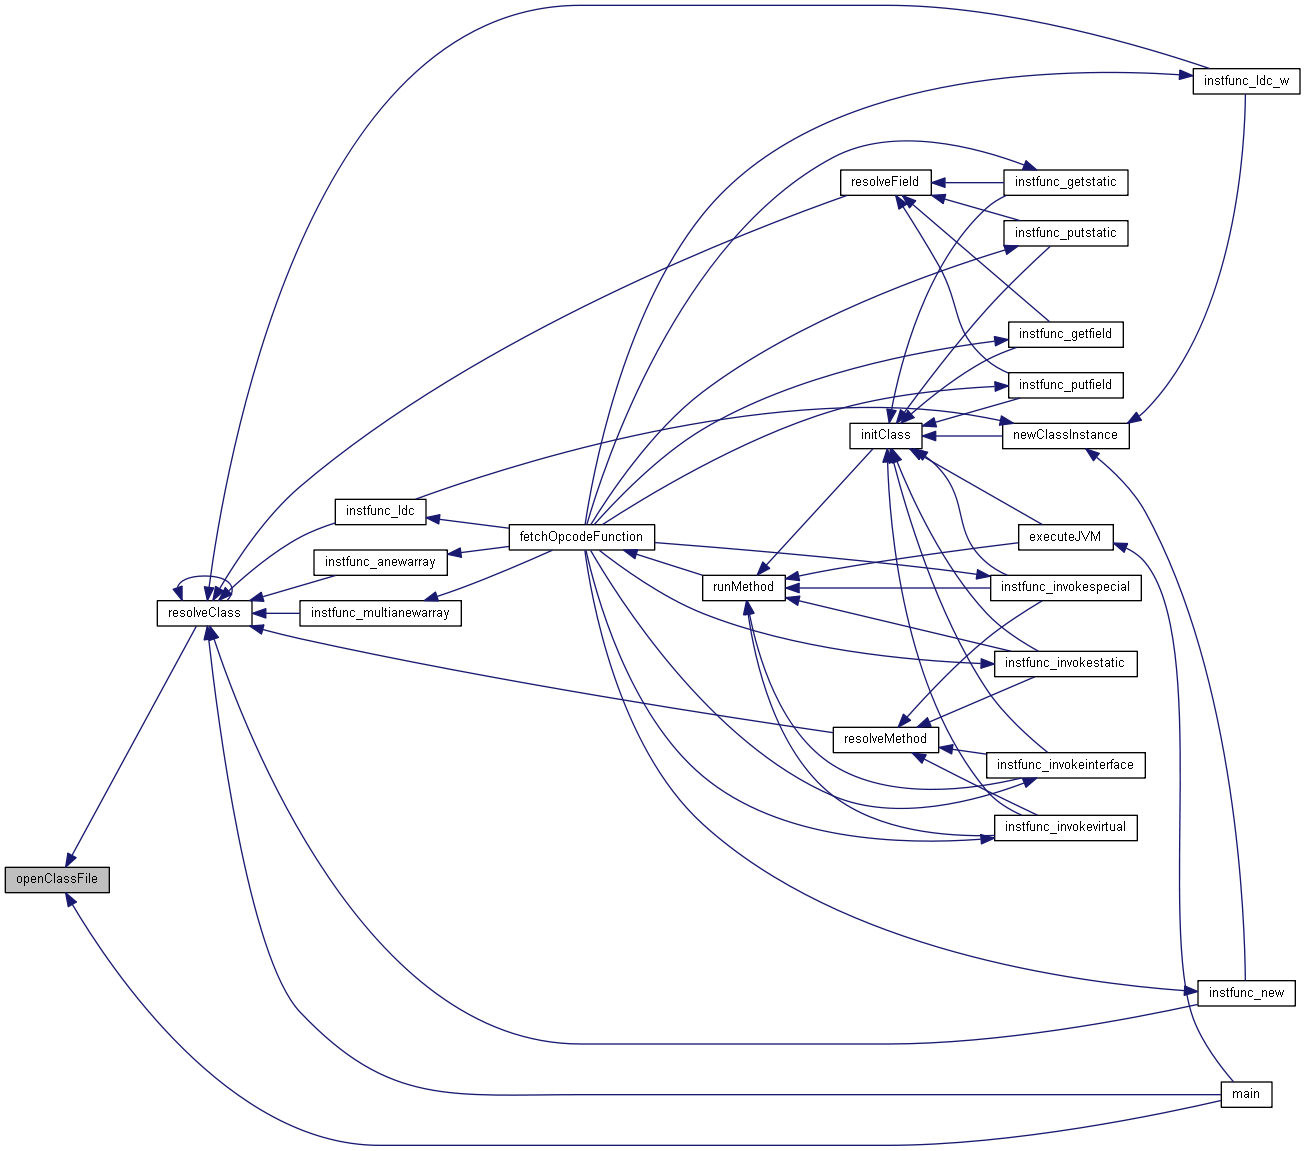 instfunc_ldc_w
resolveField
instfunc_getstatic
instfunc_putstatic
instfunc_getfield
instfunc_putfield
initClass
newClassInstance
instfunc_ldc
fetchOpcodeFunction
executeJVM
instfunc_anewarray
runMethod
instfunc_invokespecial
resolveClass
instfunc_multianewarray
instfunc_invokestatic
resolveMethod
instfunc_invokeinterface
instfunc_invokevirtual
openClassFile
instfunc_new
main